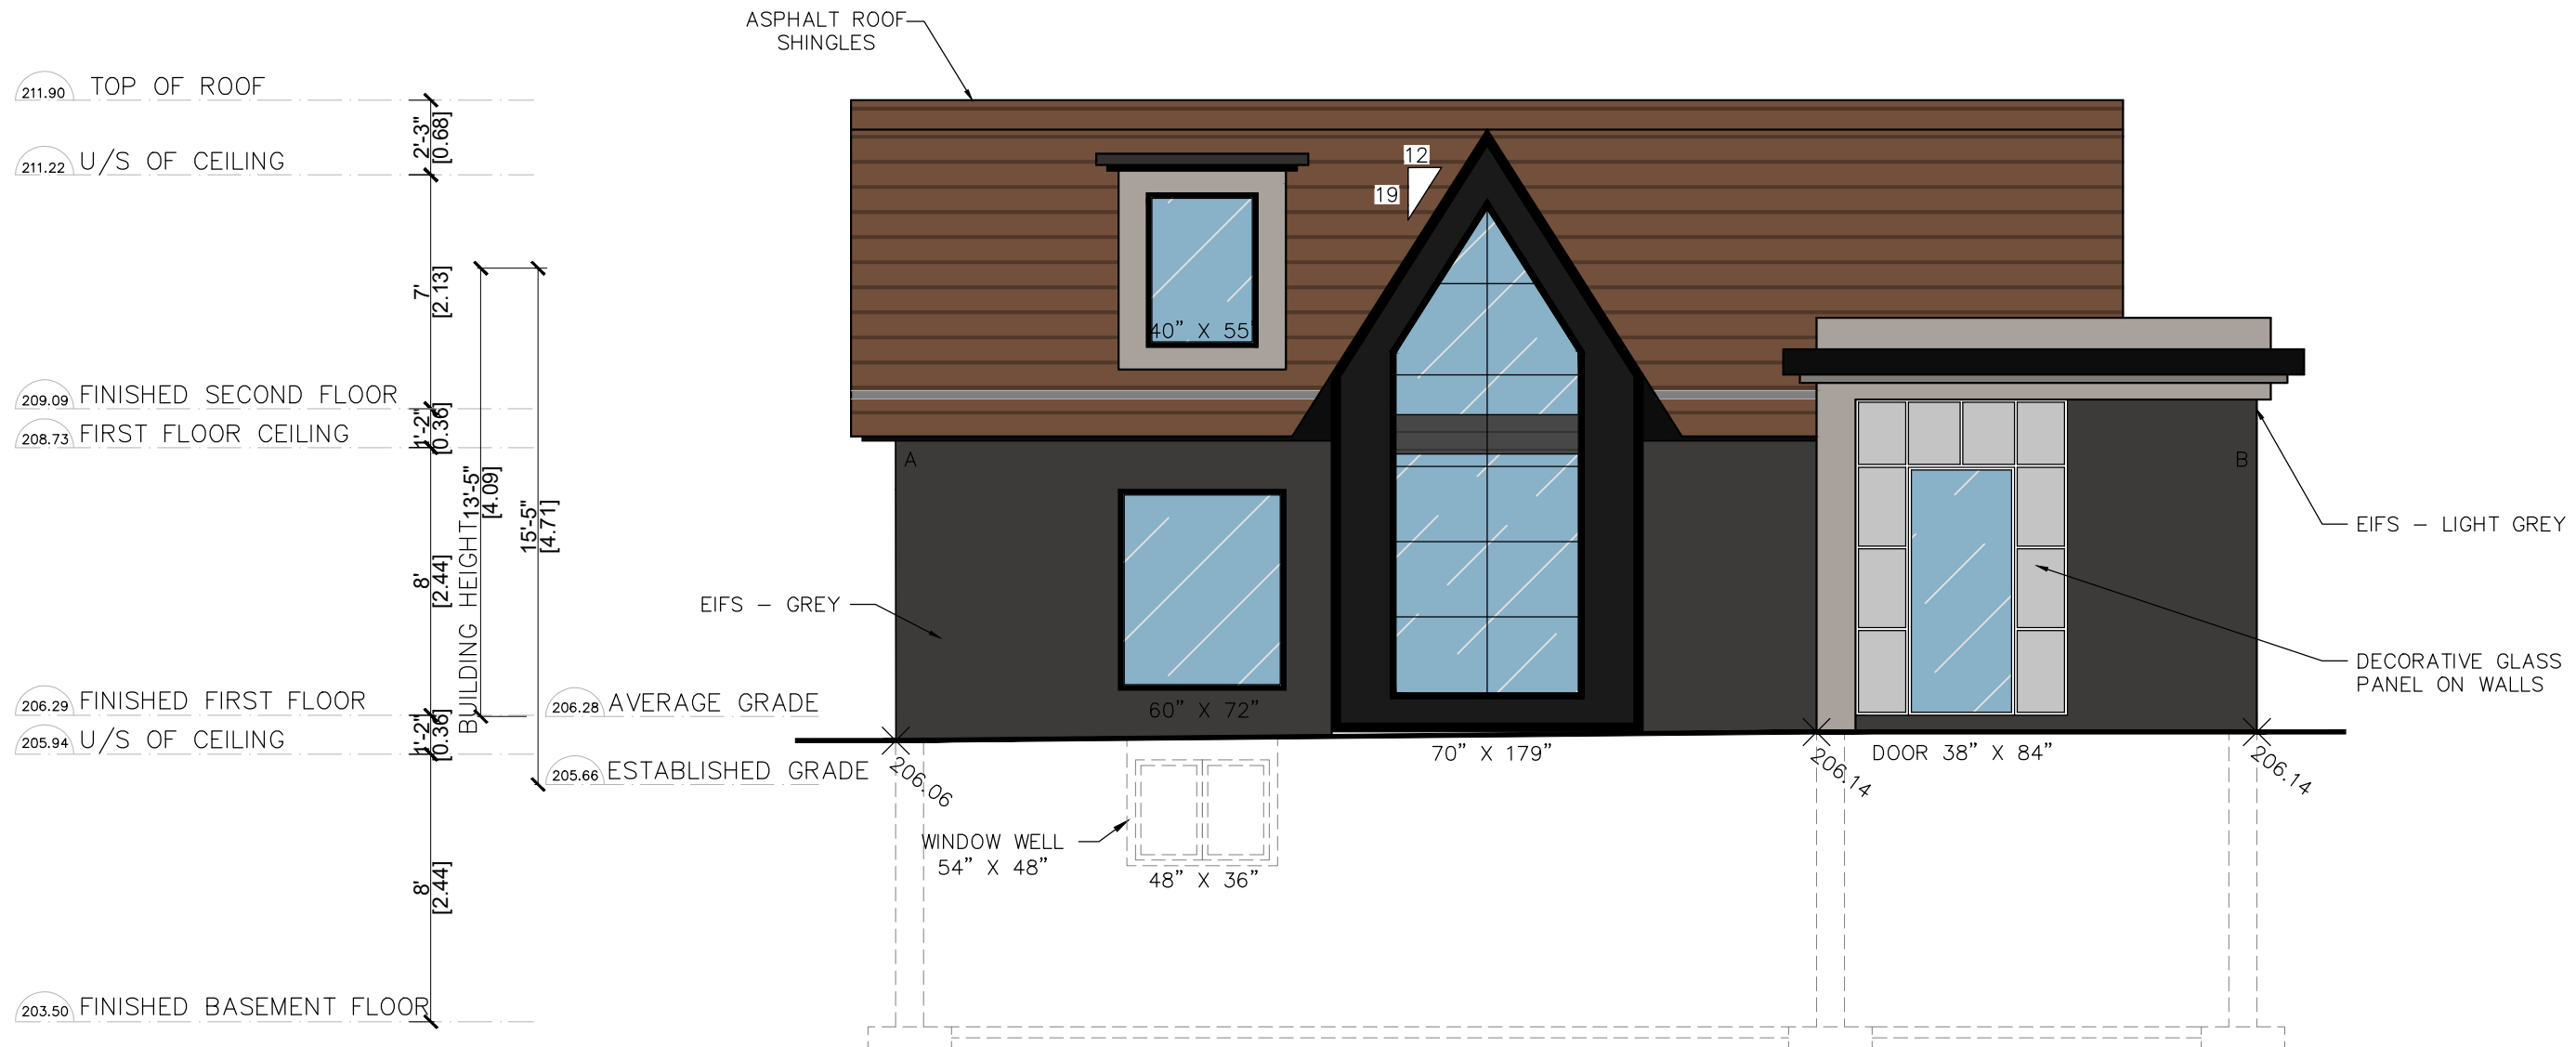 ASPHALT ROOF
SHINGLES
211.90 TOP OF ROOF
2'-3"
[0.68]
211.22 U/S OF CEILING
12
19
7'
[2.13]
40” X 55
209.09 FINISHED SECOND FLOOR
1'-2"
[0.36]
208.73 FIRST FLOOR CEILING
A
B
BUILDING HEIGHT
13'-5"
[4.09]
15'-5"
[4.71]
8'
[2.44]
EIFS - LIGHT GREY
EIFS - GREY
DECORATIVE GLASS
PANEL ON WALLS
206.29 FINISHED FIRST FLOOR
206.28 AVERAGE GRADE
60” X 72”
1'-2"
[0.36]
205.94 U/S OF CEILING
70” X 179”
DOOR 38” X 84”
205.66 ESTABLISHED GRADE
206.06
206.14
206.14
WINDOW WELL
54” X 48”
48” X 36”
8'
[2.44]
203.50 FINISHED BASEMENT FLOOR